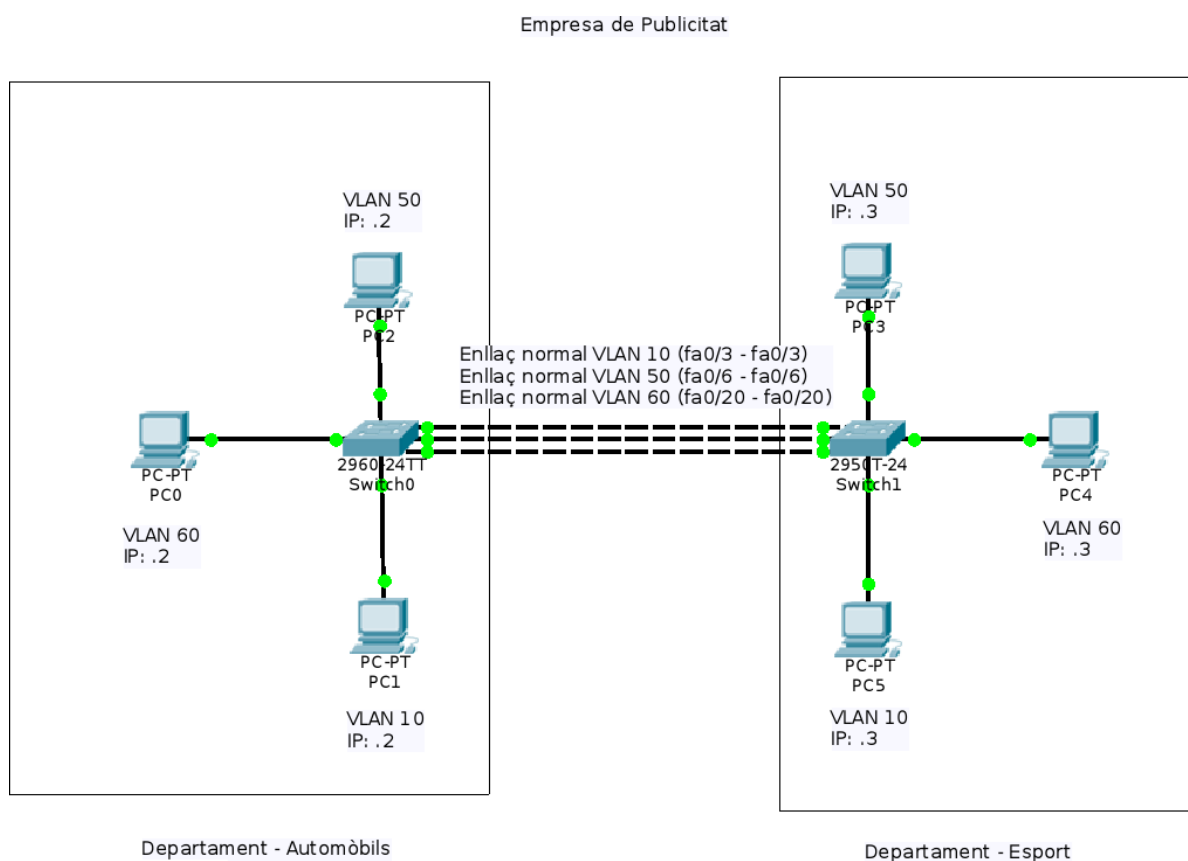 Empresa de Publicitat
VLAN 50
IP: .2
PC-PT
PC2
VLAN 50
IP: .3
PC-PT
PC3
Enllaç normal VLAN 10 (fa0/3 - fa0/3)
Enllaç normal VLAN 50 (fa0/6 - fa0/6)
Enllaç normal VLAN 60 (fa0/20 - fa0/20)
PC-PT
PC0
VLAN 60
IP: .2
2960-24TT
Switch0
2950T-24
Switch1
PC-PT
PC4
VLAN 60
IP: .3
PC-PT
PC1
VLAN 10
IP: .2
PC-PT
PC5
VLAN 10
IP: .3
Departament - Automòbils
Departament - Esport